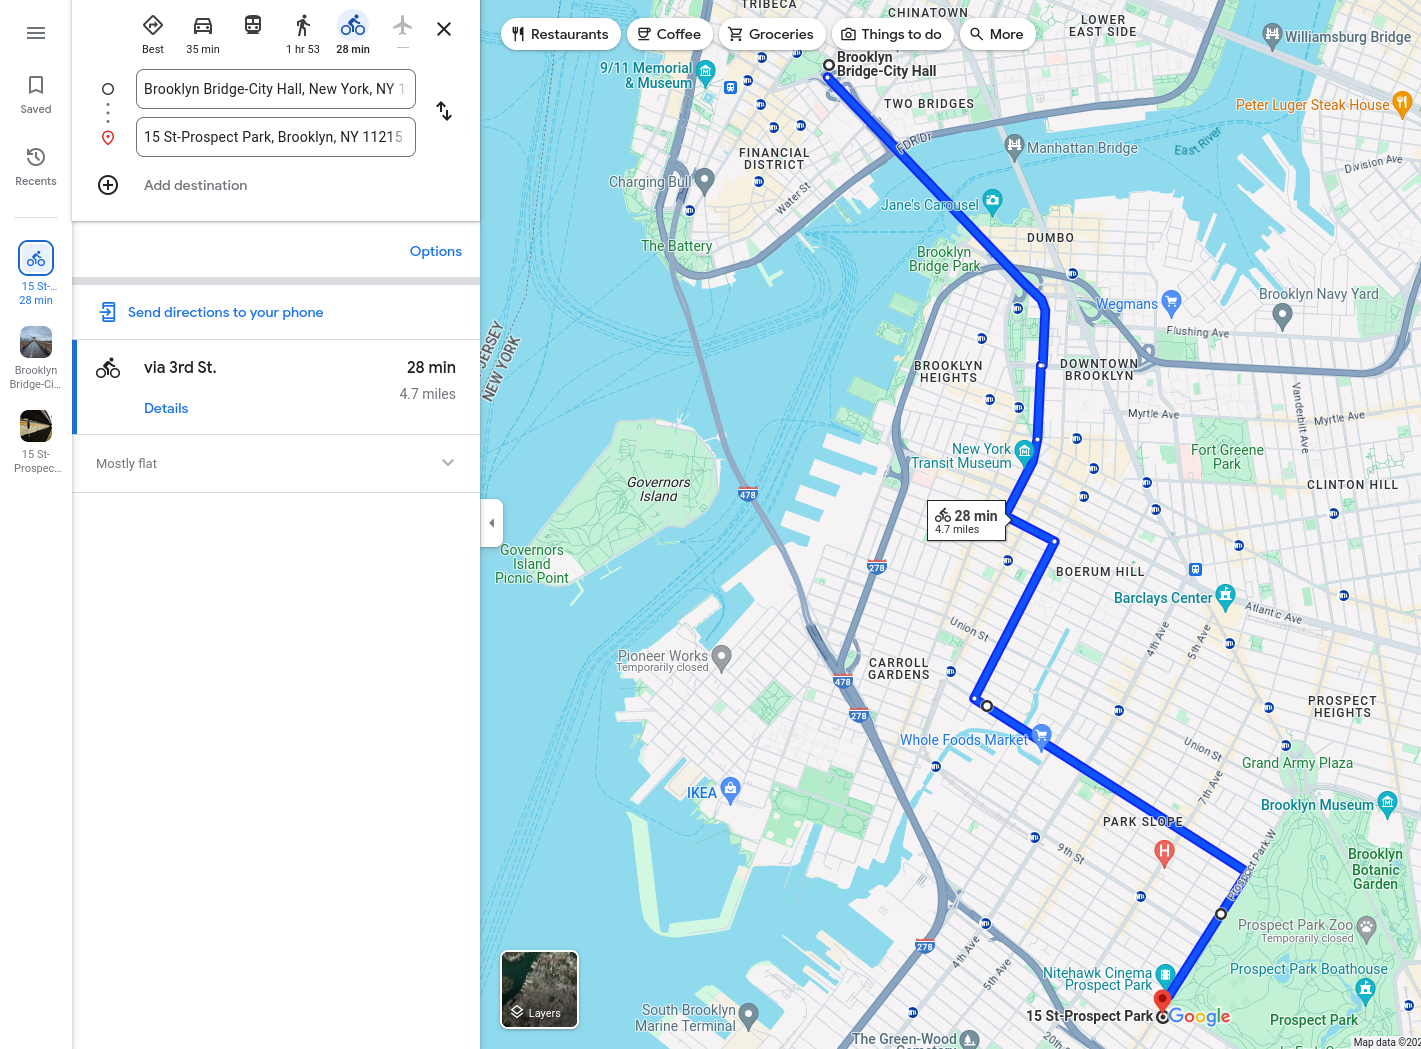 Best
35 min
1 hr 53
28 min
Brooklyn Bridge-City Hall, New York, NY 1
15 St-Prospect Park, Brooklyn, NY 11215
Add destination
Options
Send directions to your phone
via 3rd St.
28 min
4.7 miles
Details
Mostly flat
Saved
Recents
15 St-...
28 min
Brooklyn
Bridge-Ci...
15 St-
Prospec...
Restaurants
Coffee
Groceries
Things to do
More
TRIBECA
CHINATOWN
LOWER
EAST SIDE
Williamsburg Bridge
Brooklyn
Bridge-City Hall
9/11 Memorial
& Museum
TWO BRIDGES
Peter Luger Steak House
FDR Dr
Manhattan Bridge
East River
Division Ave
FINANCIAL
DISTRICT
Charging Bull
Water St
Jane's Carousel
The Battery
DUMBO
Brooklyn
Bridge Park
Wegmans
Brooklyn Navy Yard
Flushing Ave
JERSEY
NEW YORK
BROOKLYN
HEIGHTS
DOWNTOWN
BROOKLYN
Myrtle Ave
Vanderbilt Ave
Myrtle Ave
New York
Transit Museum
Fort Greene
Park
CLINTON HILL
Governors
Island
478
28 min
4.7 miles
Governors
Island
Picnic Point
278
BOERUM HILL
Barclays Center
Atlantic Ave
Union St
4th Ave
5th Ave
Pioneer Works
Temporarily closed
CARROLL
GARDENS
478
278
PROSPECT
HEIGHTS
Whole Foods Market
Union St
Grand Army Plaza
7th Ave
IKEA
Brooklyn Museum
PARK SLOPE
H
9th St
Prospect Park W
Brooklyn
Botanic
Garden
Prospect Park Zoo
Temporarily closed
278
4th Ave
5th Ave
Nitehawk Cinema
Prospect Park
Prospect Park Boathouse
15 St-Prospect Park
Google
Prospect Park
South Brooklyn
Marine Terminal
20th St
The Green-Wood
Layers
Map data ©202